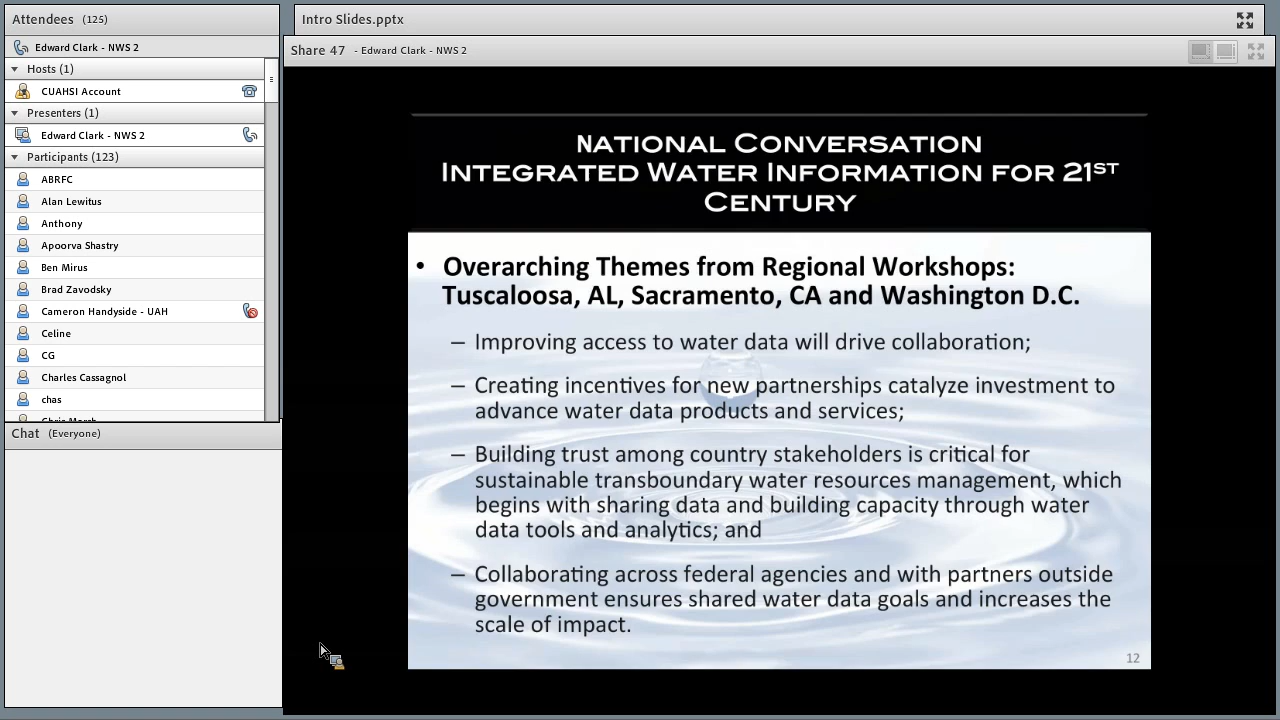 Attendees (125)
Edward Clark - NWS 2
Hosts (1)
CUAHSI Account
Presenters (1)
Edward Clark - NWS 2
Participants (123)
ABRFC
Alan Lewitus
Anthony
Apoorva Shastry
Ben Mirus
Brad Zavodsky
Cameron Handyside - UAH
Celine
CG
Charles Cassagnol
chas
Chat (Everyone)
Intro Slides.pptx
Share 47 - Edward Clark - NWS 2
National Conversation
Integrated Water Information for 21st
Century
• Overarching Themes from Regional Workshops:
Tuscaloosa, AL, Sacramento, CA and Washington D.C.
– Improving access to water data will drive collaboration;
– Creating incentives for new partnerships catalyze investment to
advance water data products and services;
– Building trust among country stakeholders is critical for
sustainable transboundary water resources management, which
begins with sharing data and building capacity through water
data tools and analytics; and
– Collaborating across federal agencies and with partners outside
government ensures shared water data goals and increases the
scale of impact.
12